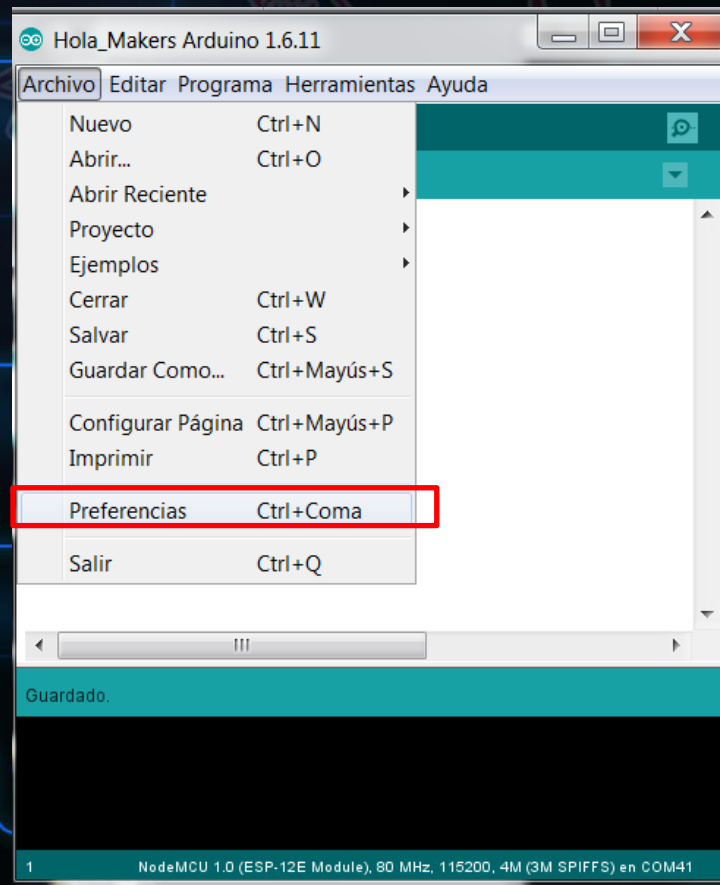 Hola_Makers Arduino 1.6.11
Archivo Editar Programa Herramientas Ayuda
Nuevo Ctrl+N
Abrir... Ctrl+O
Abrir Reciente
Proyecto
Ejemplos
Cerrar Ctrl+W
Salvar Ctrl+S
Guardar Como... Ctrl+Mayús+S
Configurar Página Ctrl+Mayús+P
Imprimir Ctrl+P
Preferencias Ctrl+Coma
Salir Ctrl+Q
Guardado.
1 NodeMCU 1.0 (ESP-12E Module), 80 MHz, 115200, 4M (3M SPIFFS) en COM41